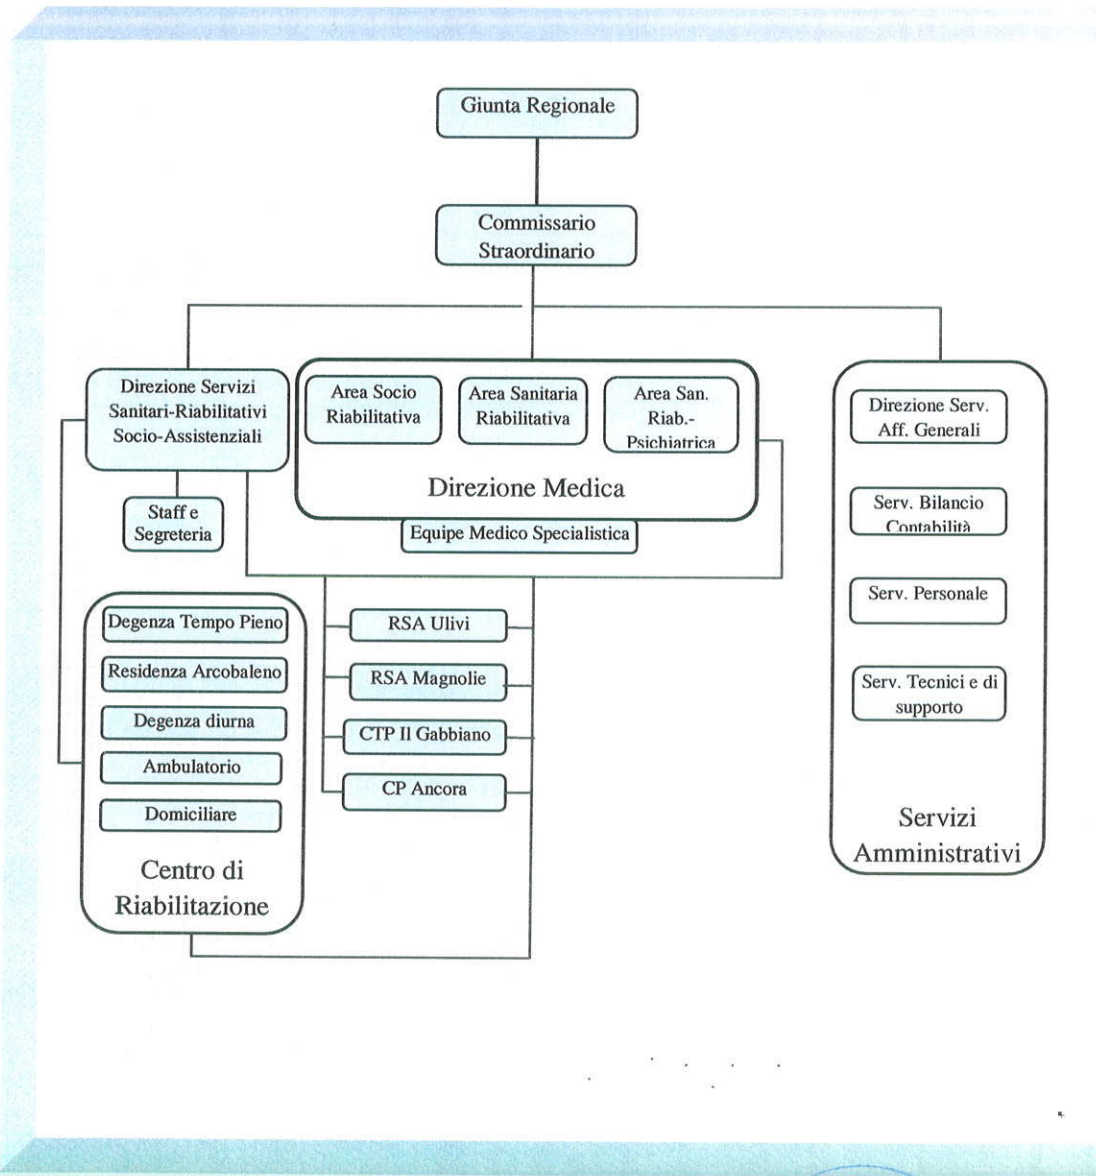 Giunta Regionale
Commissario
Straordinario
Direzione Servizi
Sanitari-Riabilitativi
Socio-Assistenziali
Staff e
Segreteria
Area Socio
Riabilitativa
Area Sanitaria
Riabilitativa
Area San.
Riab.-
Psichiatrica
Direzione Medica
Equipe Medico Specialistica
Degenza Tempo Pieno
Residenza Arcobaleno
Degenza diurna
Ambulatorio
Domiciliare
Centro di
Riabilitazione
RSA Ulivi
RSA Magnolie
CTP Il Gabbiano
CP Ancora
Direzione Serv.
Aff. Generali
Serv. Bilancio
Contabilità
Serv. Personale
Serv. Tecnici e di
supporto
Servizi
Amministrativi